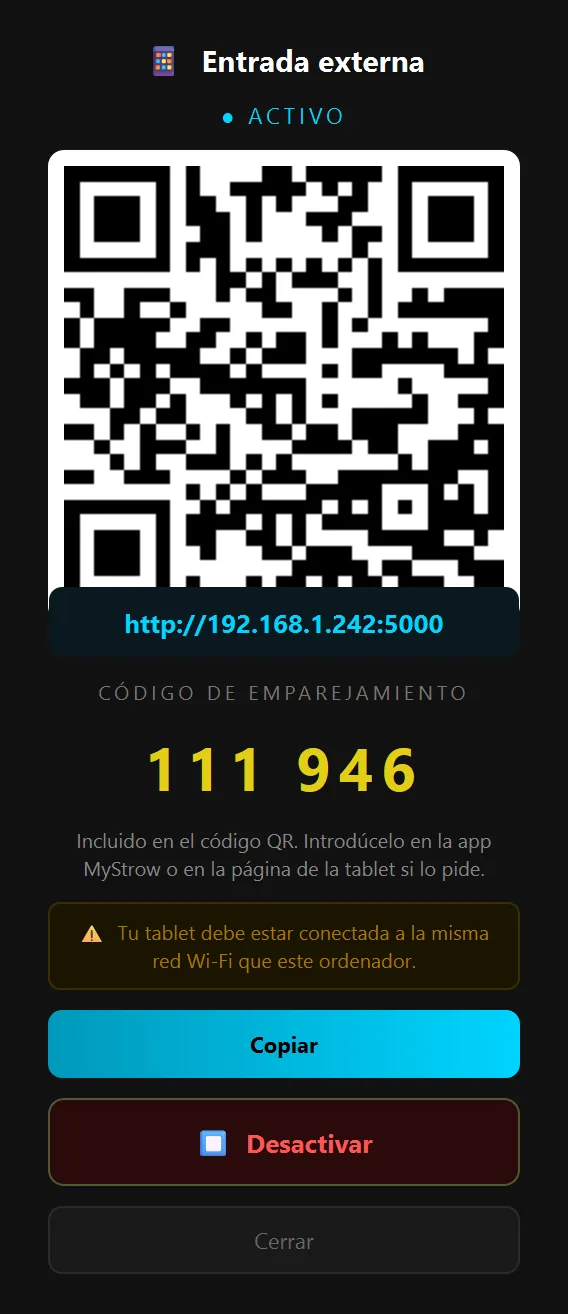 Entrada externa
● ACTIVO
http://192.168.1.242:5000
CÓDIGO DE EMPAREJAMIENTO
111 946
Incluido en el código QR. Introdúcelo en la app
MyStrow o en la página de la tablet si lo pide.
⚠ Tu tablet debe estar conectada a la misma
red Wi-Fi que este ordenador.
Copiar
Desactivar
Cerrar